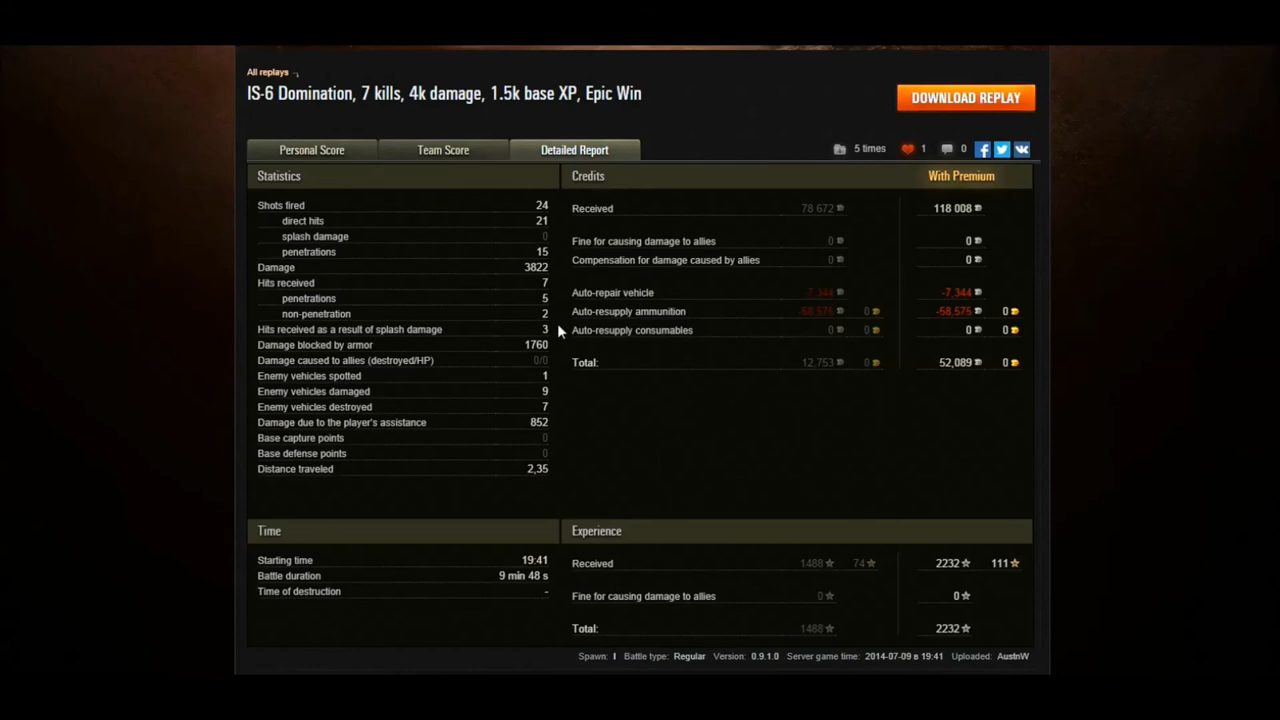 All replays
IS-6 Domination, 7 kills, 4k damage, 1.5k base XP, Epic Win
DOWNLOAD REPLAY
Personal Score Team Score Detailed Report 5 times 1 0
Statistics Credits With Premium
Shots fired 24
direct hits 21
splash damage 0
penetrations 15
Damage 3822
Hits received 7
penetrations 5
non-penetration 2
Hits received as a result of splash damage 3
Damage blocked by armor 1760
Damage caused to allies (destroyed/HP) 0/0
Enemy vehicles spotted 1
Enemy vehicles damaged 9
Enemy vehicles destroyed 7
Damage due to the player's assistance 852
Base capture points 0
Base defense points 0
Distance traveled 2,35
Received 78 672 118 008
Fine for causing damage to allies 0 0
Compensation for damage caused by allies 0 0
Auto-repair vehicle -7,344 -7,344
Auto-resupply ammunition -58,575 0 -58,575 0
Auto-resupply consumables 0 0 0 0
Total: 12,753 0 52,089 0
Time Experience
Starting time 19:41
Battle duration 9 min 48 s
Time of destruction -
Received 1488 74 2232 111
Fine for causing damage to allies 0 0
Total: 1488 2232
Spawn: I Battle type: Regular Version: 0.9.1.0 Server game time: 2014-07-09 в 19:41 Uploaded: AustnW